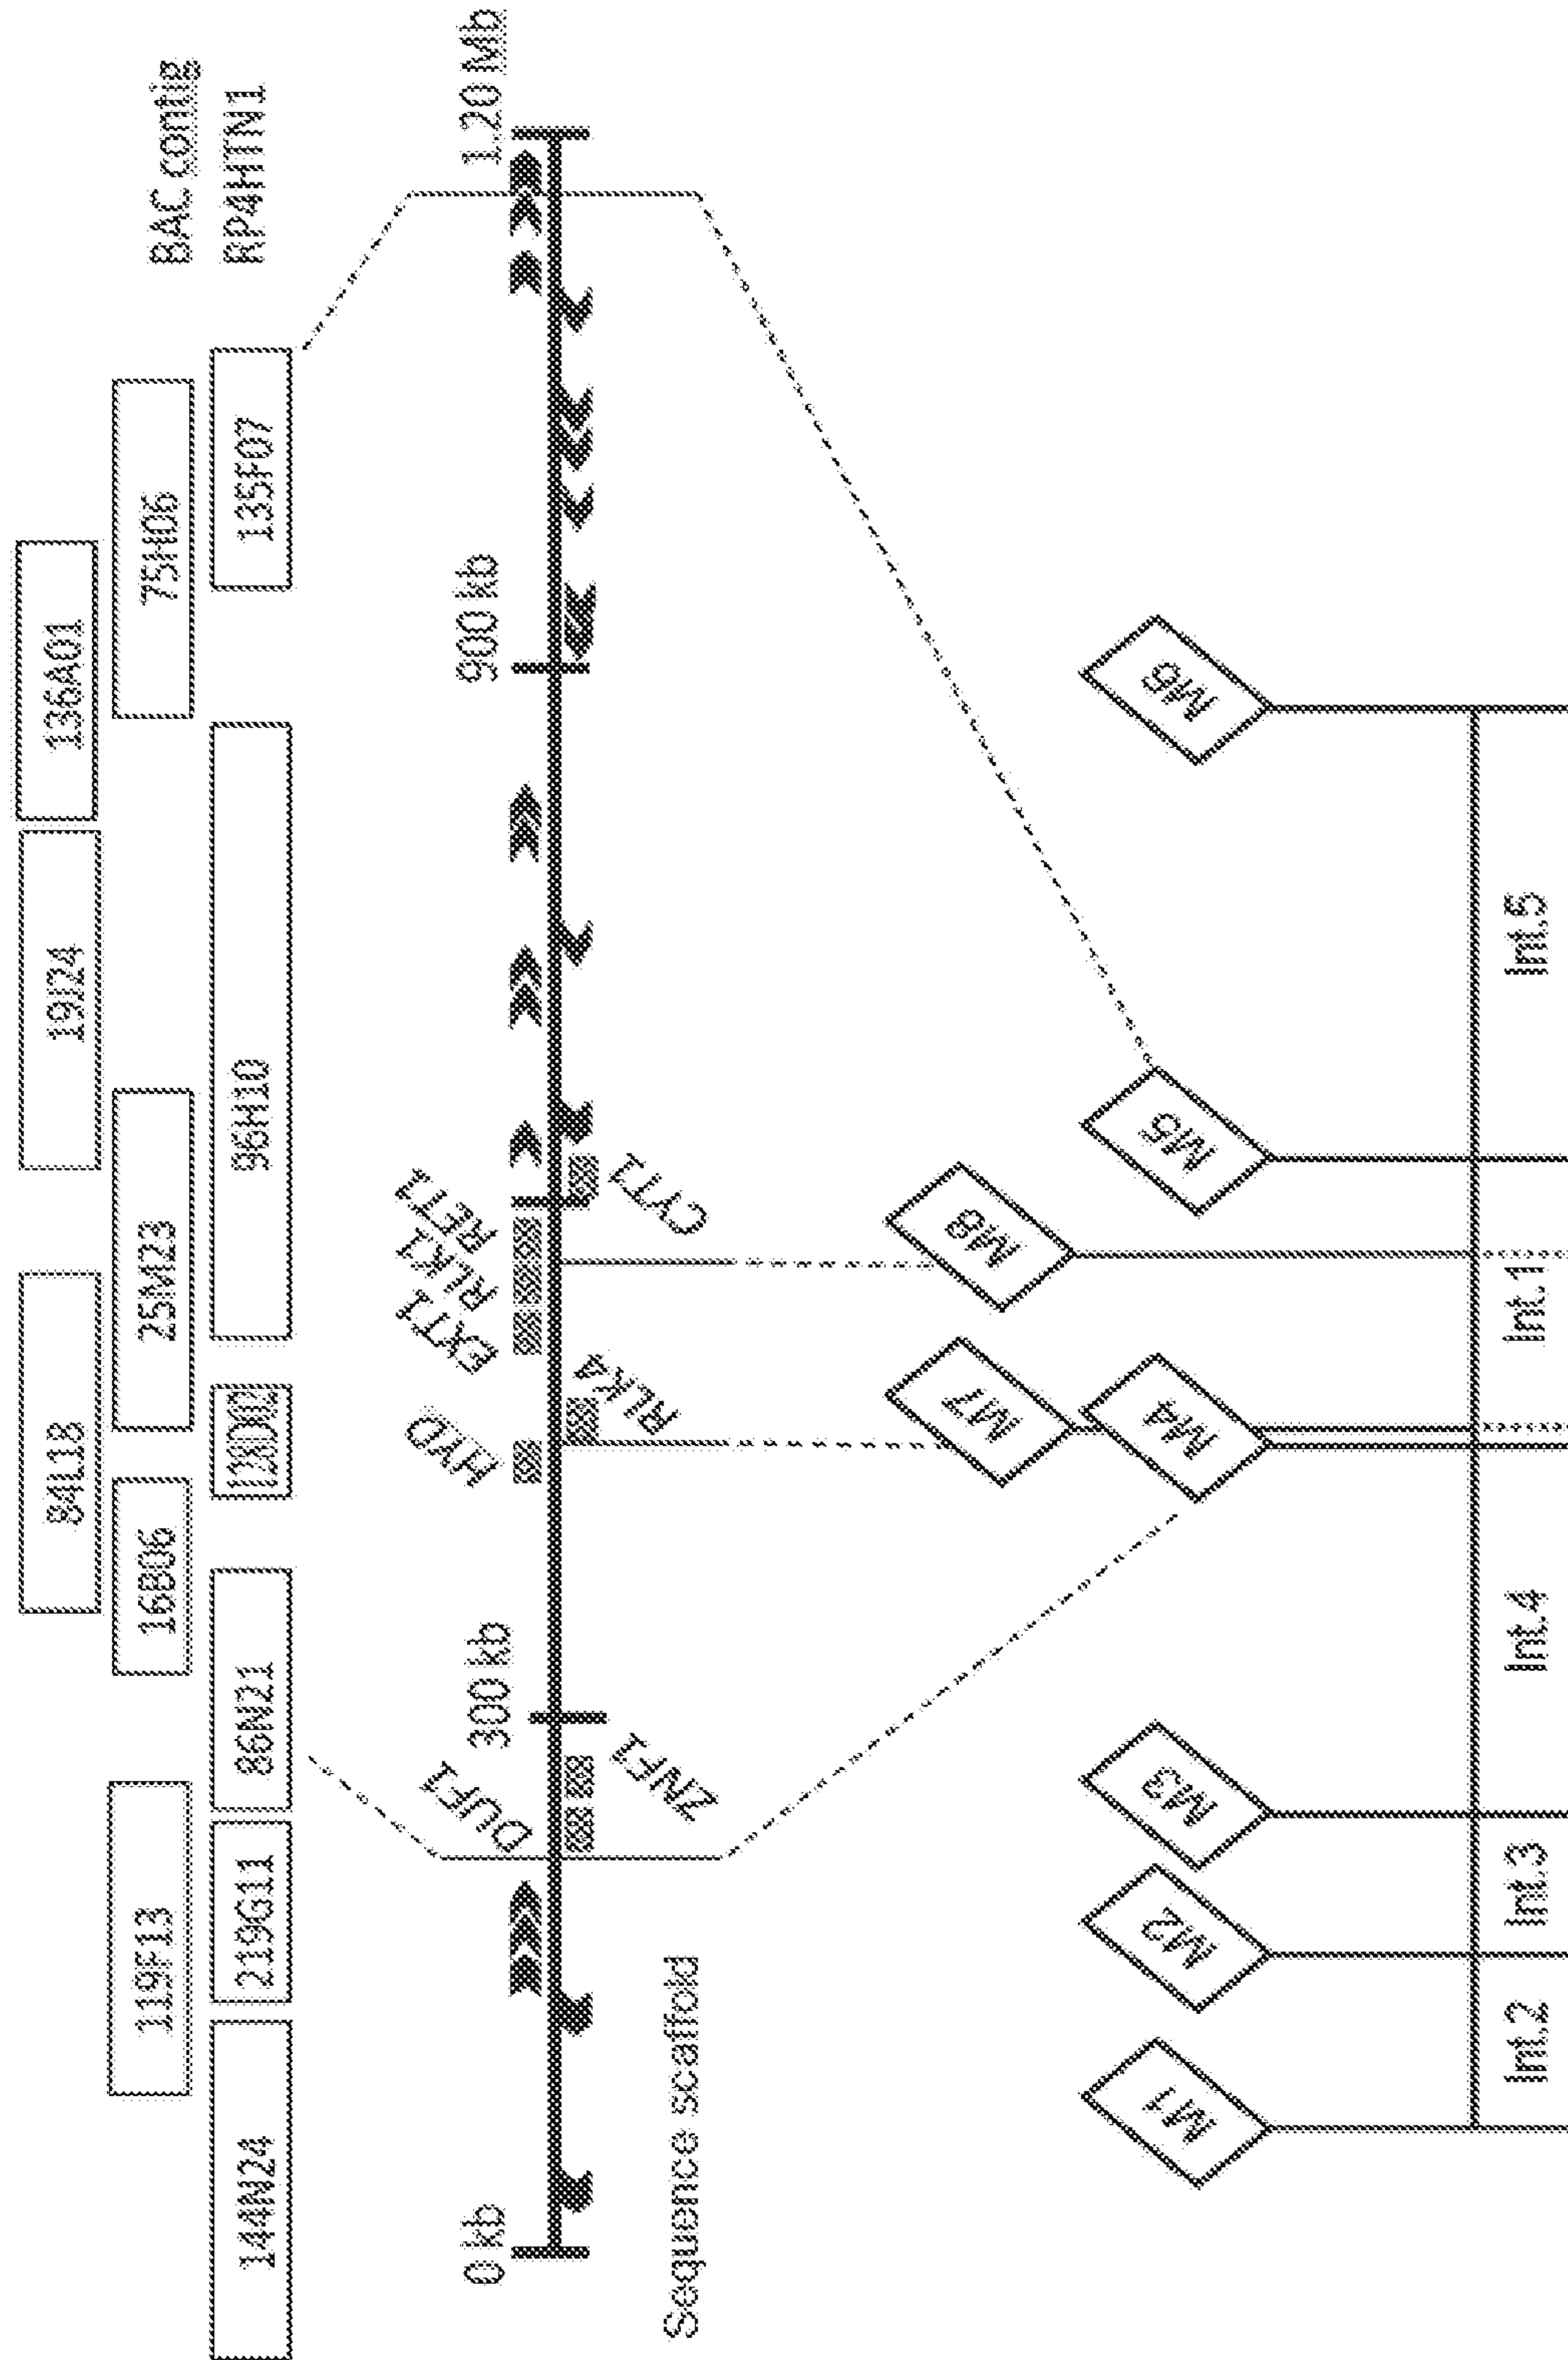 84L18
19J24
136A01
119F13
16B06
25M23
75H06
BAC contig
144N24
219G11
86N21
96H10
135F07
RP4HTN1
DUF1
HYD
EXT1
RLK1
RET1
0 kb
300 kb
900 kb
1.20 Mb
ZNF1
RLK4
CYT1
Sequence scaffold
M7
M8
M1
M2
M3
M4
M5
M6
Int.2
Int.3
Int.4
Int.1
Int.5